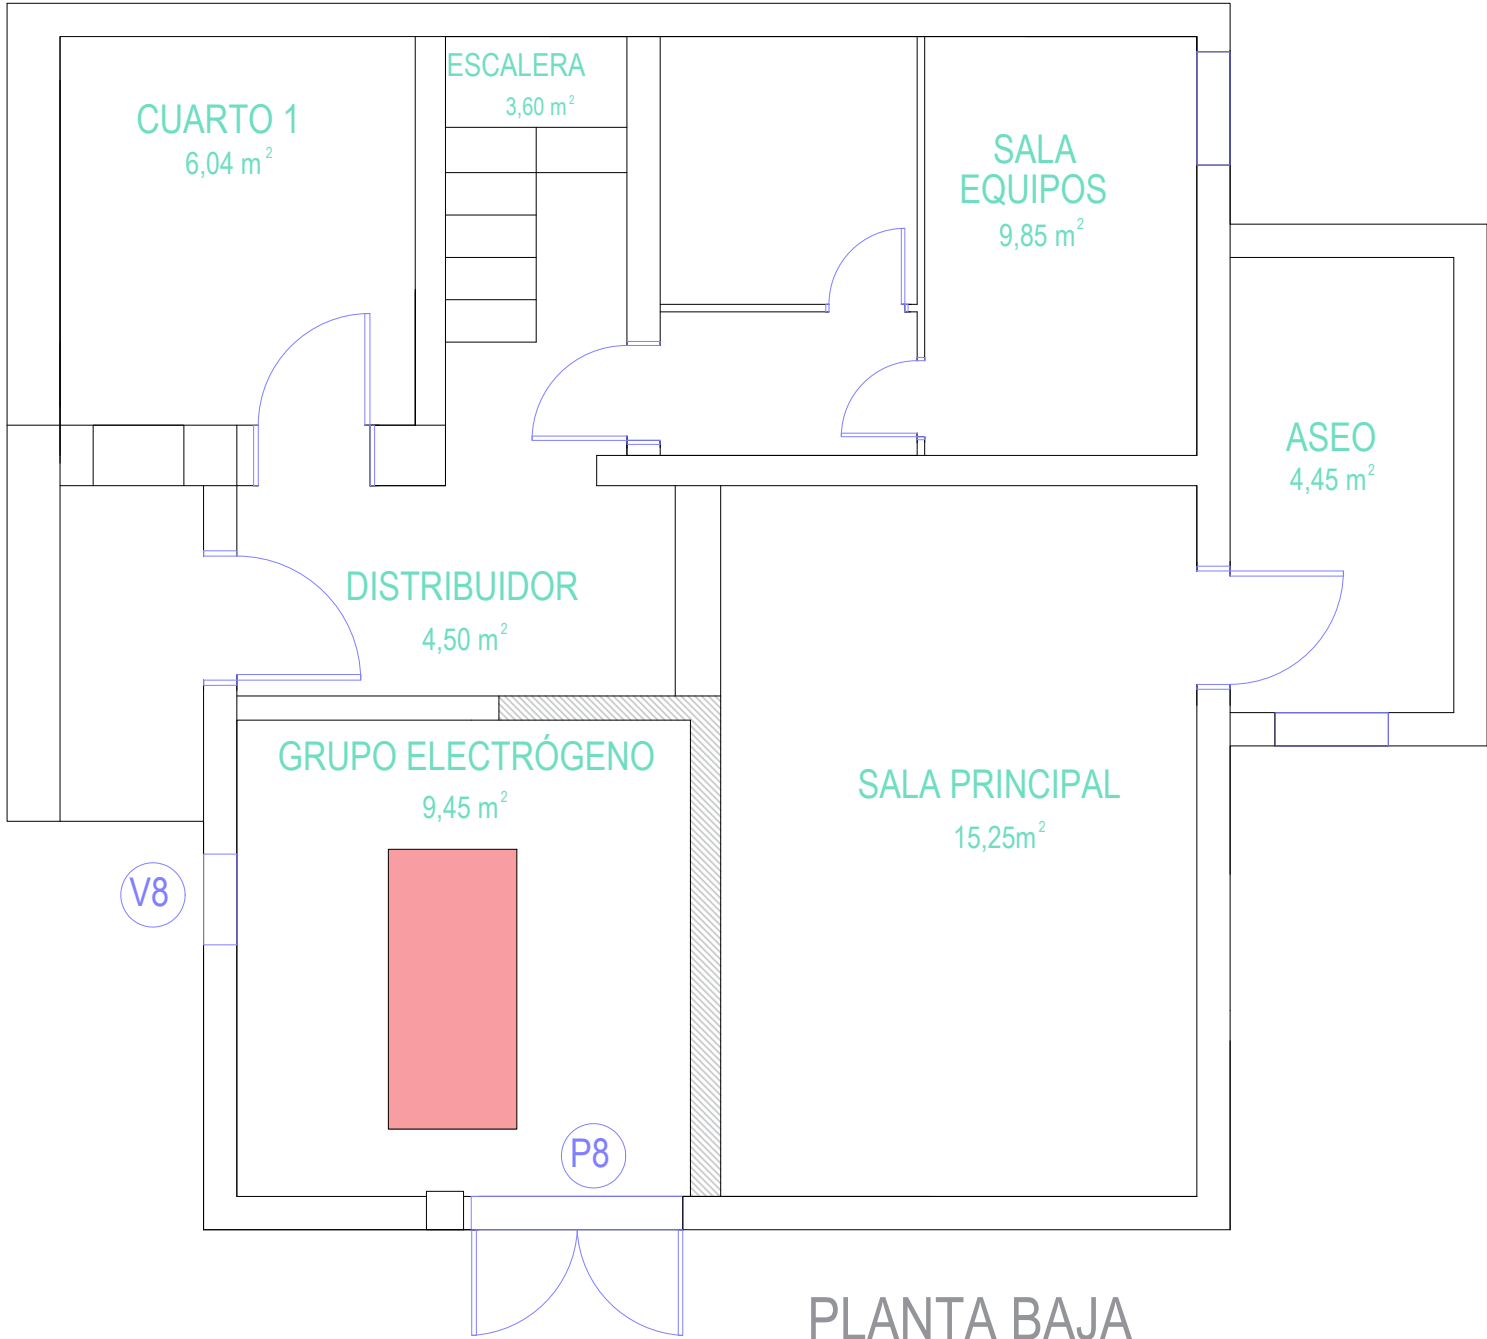 ESCALERA
3,60 m²
CUARTO 1
6,04 m²
SALA
EQUIPOS
9,85 m²
ASEO
4,45 m²
DISTRIBUIDOR
4,50 m²
GRUPO ELECTRÓGENO
9,45 m²
SALA PRINCIPAL
15,25m²
V8
P8
PLANTA BAJA